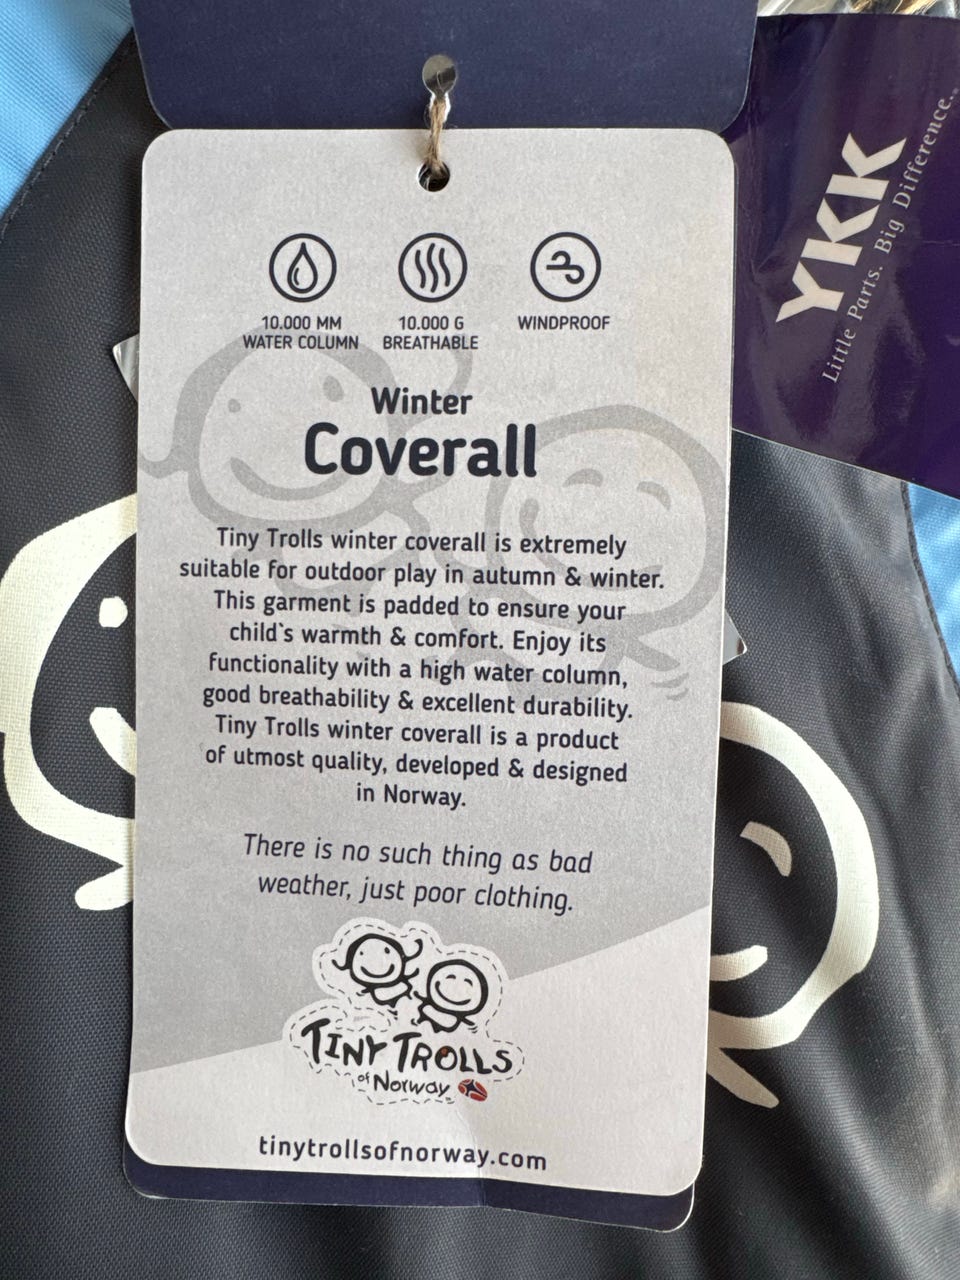 10.000 MM
WATER COLUMN
10.000 G
BREATHABLE
WINDPROOF
Winter
Coverall
Tiny Trolls winter coverall is extremely
suitable for outdoor play in autumn & winter.
This garment is padded to ensure your
child`s warmth & comfort. Enjoy its
functionality with a high water column,
good breathability & excellent durability.
Tiny Trolls winter coverall is a product
of utmost quality, developed & designed
in Norway.
There is no such thing as bad
weather, just poor clothing.
TINY TROLLS
of Norway
tinytrollsofnorway.com
YKK
Little Parts. Big Difference.